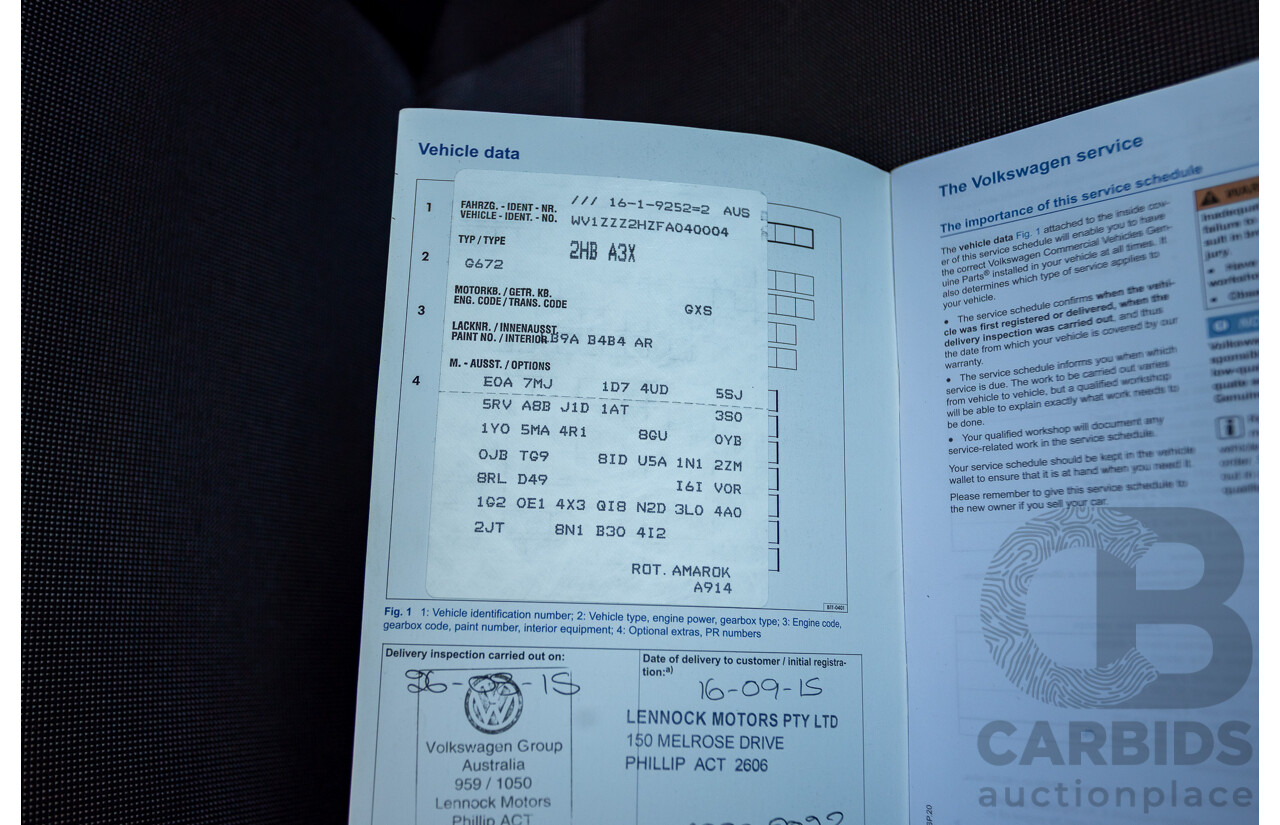 Vehicle data
1
FAHRZG. - IDENT - NR.
VEHICLE - IDENT. - NO.
/// 16-1-9252=2 AUS
WV1ZZZ2HZFA040004
2
TYP / TYPE
2HB A3X
G672
3
MOTORKB. / GETR. KB.
ENG. CODE / TRANS. CODE
GXS
LACKNR. / INNENAUSST.
PAINT NO. / INTERIOR
B9A B4B4 AR
M. - AUSST. / OPTIONS
4
E0A 7MJ 1D7 4UD 5SJ
5RV A8B J1D 1AT 3S0
1Y0 5MA 4R1 8GU 0YB
0JB TG9 8ID U5A 1N1 2ZM
8RL D49 I6I V0R
1G2 0E1 4X3 QI8 N2D 3L0 4A0
2JT 8N1 B30 4I2
ROT. AMAROK
A914
Fig. 1 1: Vehicle identification number; 2: Vehicle type, engine power, gearbox type; 3: Engine code,
gearbox code, paint number, interior equipment; 4: Optional extras, PR numbers
Delivery inspection carried out on:
Volkswagen Group
Australia
959 / 1050
Lennock Motors
Phillip ACT
Date of delivery to customer / initial registra-
tion:a)
16-09-15
LENNOCK MOTORS PTY LTD
150 MELROSE DRIVE
PHILLIP ACT 2606
The Volkswagen service
The importance of this service schedule
The vehicle data Fig. 1 attached to the inside cov-
er of this service schedule will enable you to have
the correct Volkswagen Commercial Vehicles Gen-
uine Parts® installed in your vehicle at all times. It
also determines which type of service applies to
your vehicle.
• The service schedule confirms when the vehi-
cle was first registered or delivered, when the
delivery inspection was carried out, and thus
the date from which your vehicle is covered by our
warranty.
• The service schedule informs you when which
service is due. The work to be carried out varies
from vehicle to vehicle, but a qualified workshop
will be able to explain exactly what work needs to
be done.
• Your qualified workshop will document any
service-related work in the service schedule.
Your service schedule should be kept in the vehicle
wallet to ensure that it is at hand when you need it.
Please remember to give this service schedule to
the new owner if you sell your car.
CARBIDS
auctionplace